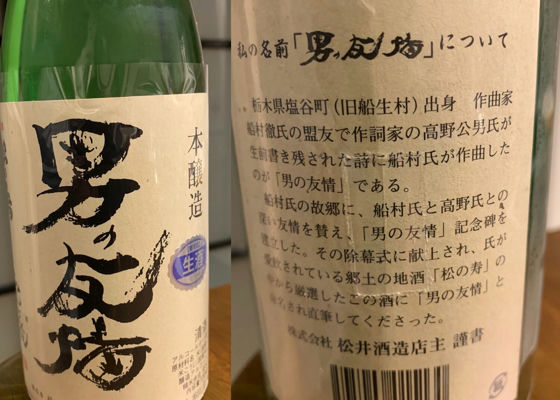 男の友情
本醸造
生酒
私の名前「男の友情」について
栃木県塩谷町（旧船生村）出身　作曲家
船村徹氏の盟友で作詞家の高野公男氏が
生前書き残された詩に船村氏が作曲した
のが「男の友情」である。
船村氏の故郷に、船村氏と高野氏との
深い友情を賛え、「男の友情」記念碑を
建立した。その除幕式に献上され、氏が
愛飲されている郷土の地酒「松の寿」の
中から厳選したこの酒に「男の友情」と
命名され直筆してくださった。
株式会社 松井酒造店主 謹書